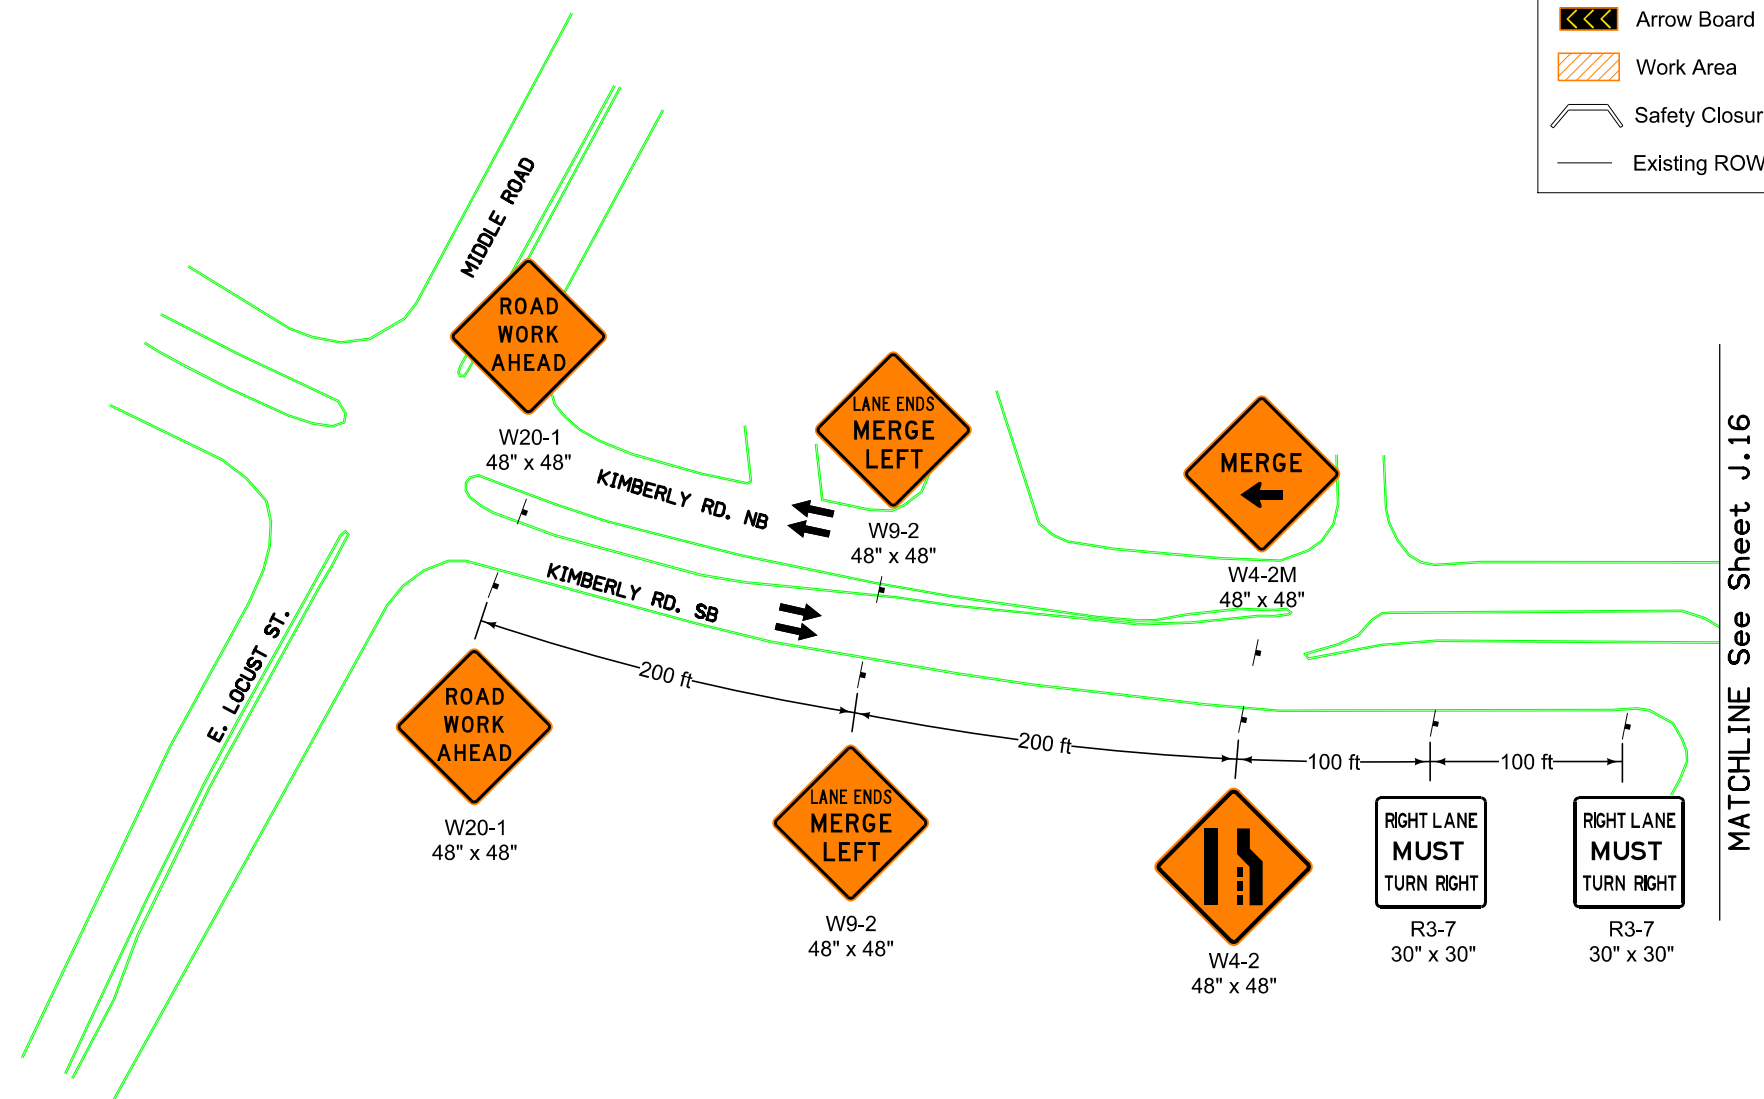 Arrow Board
Work Area
Safety Closur
Existing ROW
MIDDLE ROAD
ROAD
WORK
AHEAD
W20-1
48" x 48"
LANE ENDS
MERGE
LEFT
W9-2
48" x 48"
MERGE
W4-2M
48" x 48"
KIMBERLY RD. NB
KIMBERLY RD. SB
E. LOCUST ST.
200 ft
200 ft
100 ft
100 ft
ROAD
WORK
AHEAD
W20-1
48" x 48"
LANE ENDS
MERGE
LEFT
W9-2
48" x 48"
W4-2
48" x 48"
RIGHT LANE
MUST
TURN RIGHT
R3-7
30" x 30"
RIGHT LANE
MUST
TURN RIGHT
R3-7
30" x 30"
MATCHLINE See Sheet J.16